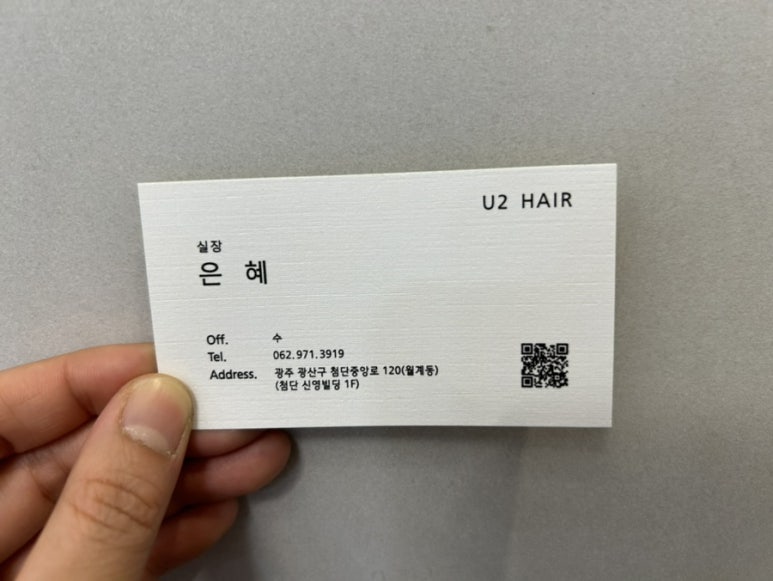 U2 HAIR
실장
은 혜
Off. 수
Tel. 062.971.3919
Address. 광주 광산구 첨단중앙로 120(월계동)
(첨단 신영빌딩 1F)